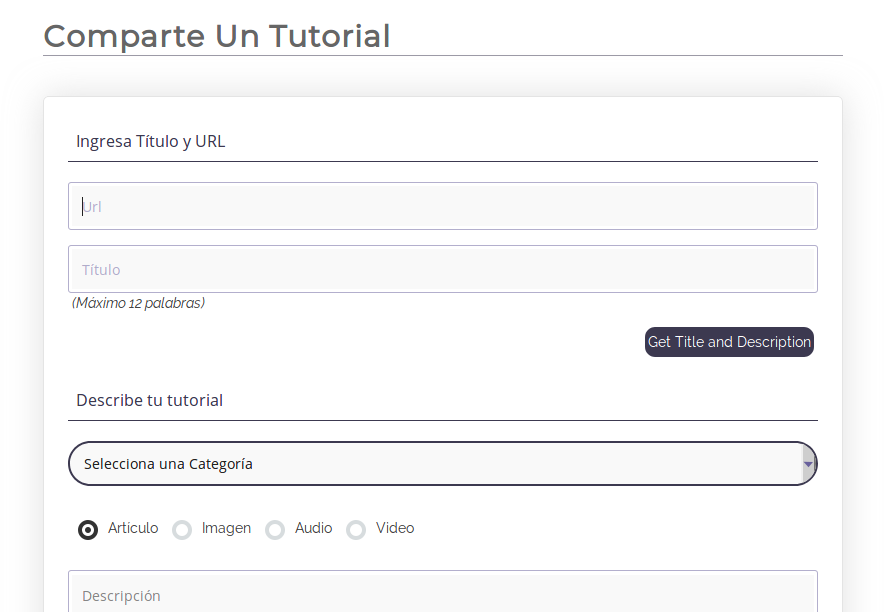 Comparte Un Tutorial
Ingresa Título y URL
Url
Título
(Máximo 12 palabras)
Get Title and Description
Describe tu tutorial
Selecciona una Categoría
Artículo Imagen Audio Video
Descripción